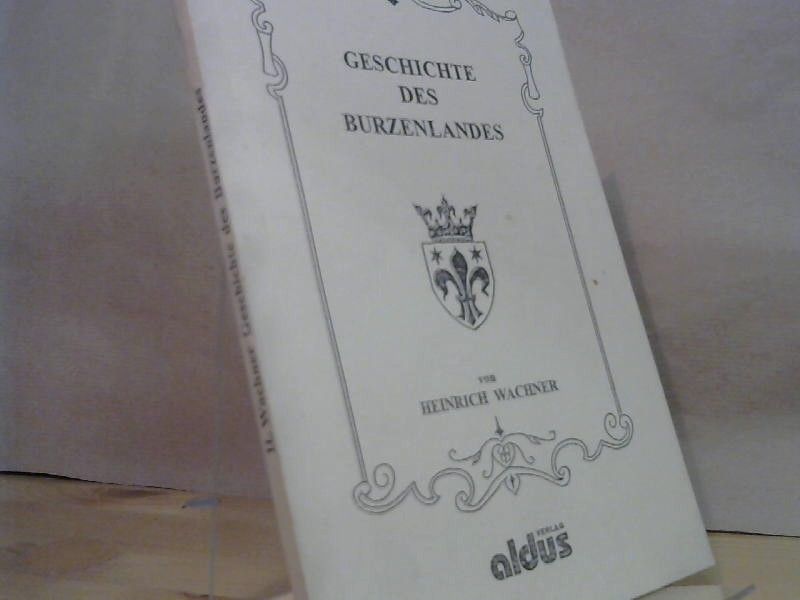 GESCHICHTE
DES
BURZENLANDES
von
HEINRICH WACHNER
VERLAG
aldus
H. Wachner Geschichte des Burzenlandes